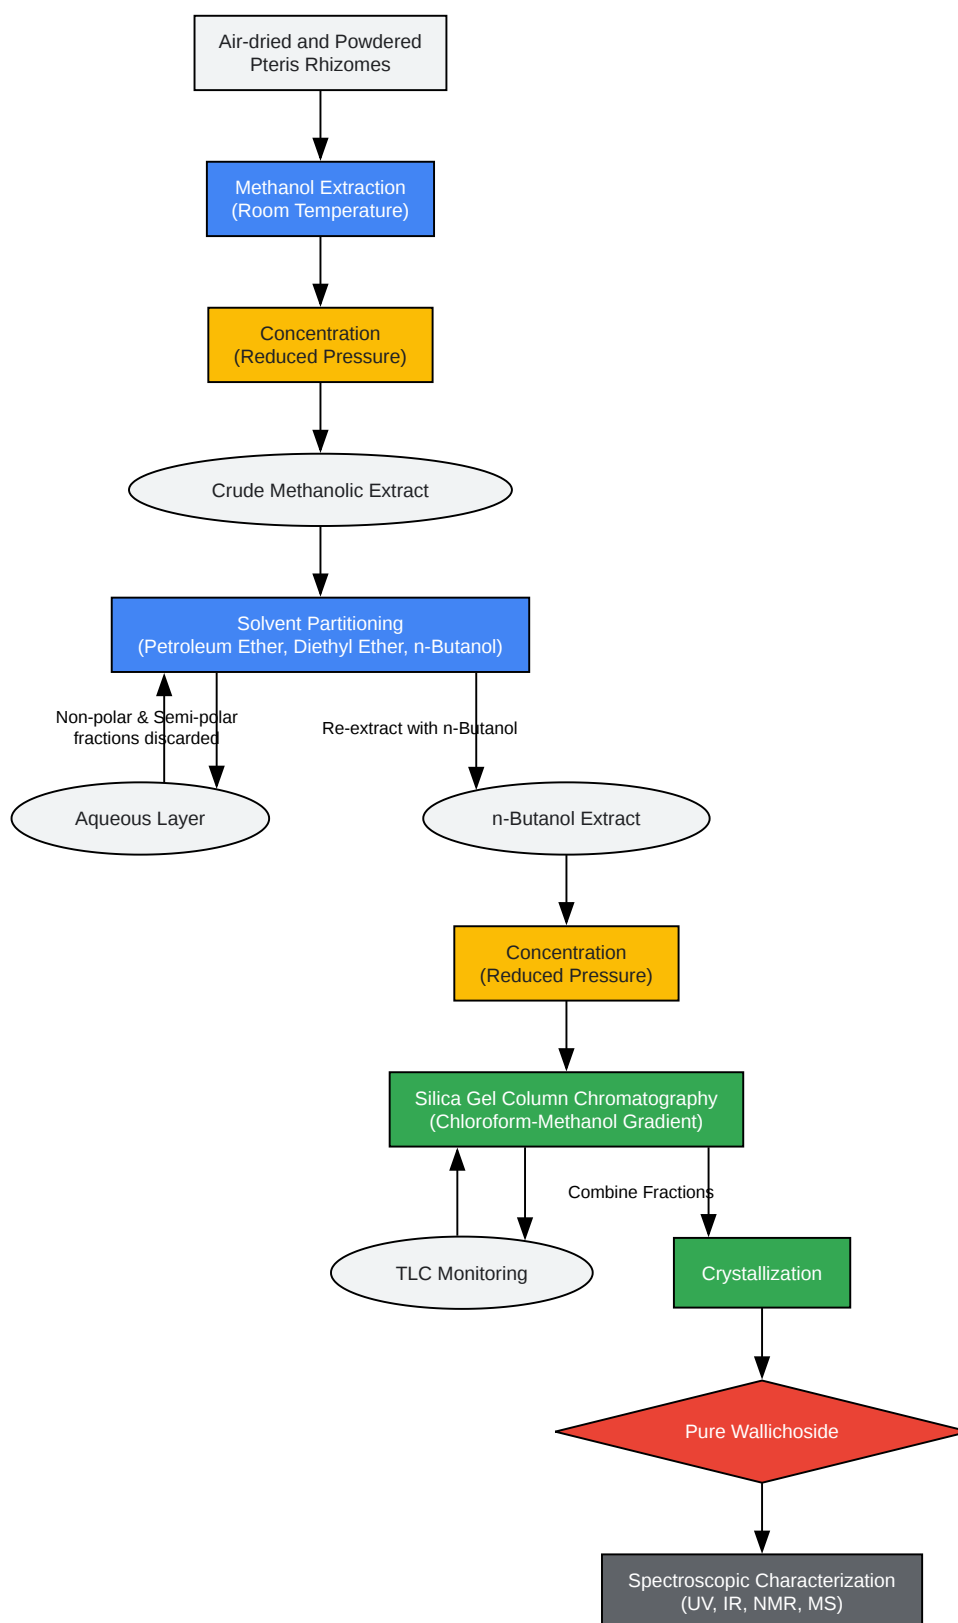 Air-dried and Powdered
Pteris Rhizomes
Methanol Extraction
(Room Temperature)
Concentration
(Reduced Pressure)
Crude Methanolic Extract
Solvent Partitioning
(Petroleum Ether, Diethyl Ether, n-Butanol)
Non-polar & Semi-polar
fractions discarded
Re-extract with n-Butanol
Aqueous Layer
n-Butanol Extract
Concentration
(Reduced Pressure)
Silica Gel Column Chromatography
(Chloroform-Methanol Gradient)
Combine Fractions
TLC Monitoring
Crystallization
Pure Wallichoside
Spectroscopic Characterization
(UV, IR, NMR, MS)